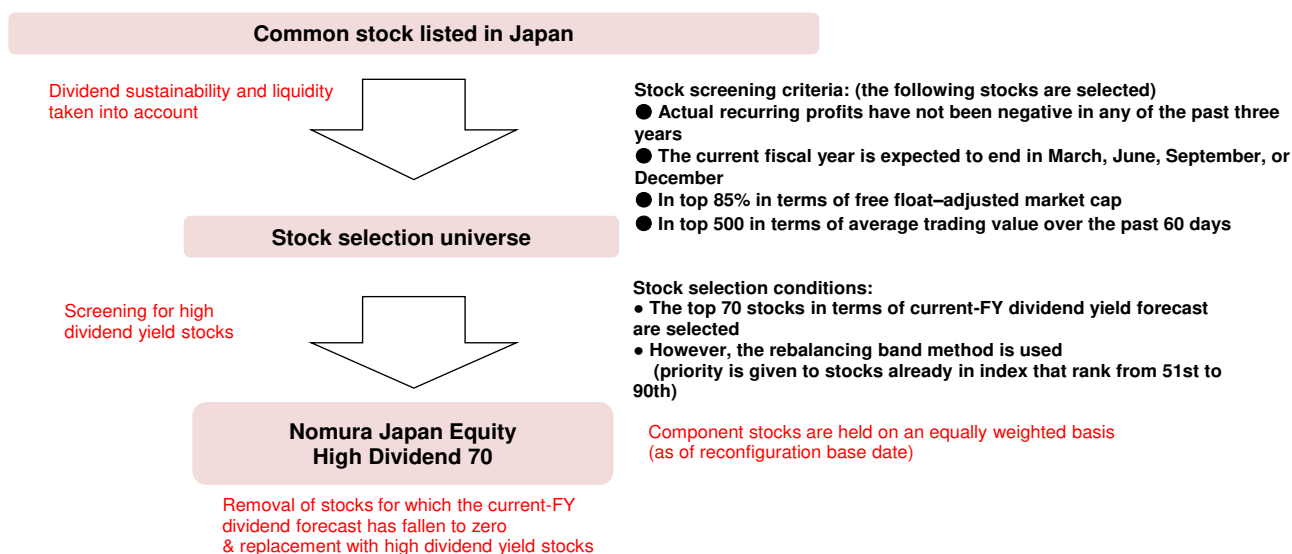 Common stock listed in Japan
Dividend sustainability and liquidity
taken into account
Stock screening criteria: (the following stocks are selected)
● Actual recurring profits have not been negative in any of the past three
years
● The current fiscal year is expected to end in March, June, September, or
December
● In top 85% in terms of free float–adjusted market cap
● In top 500 in terms of average trading value over the past 60 days
Stock selection universe
Screening for high
dividend yield stocks
Stock selection conditions:
● The top 70 stocks in terms of current-FY dividend yield forecast
are selected
● However, the rebalancing band method is used
(priority is given to stocks already in index that rank from 51st to
90th)
Nomura Japan Equity
High Dividend 70
Component stocks are held on an equally weighted basis
(as of reconfiguration base date)
Removal of stocks for which the current-FY
dividend forecast has fallen to zero
& replacement with high dividend yield stocks